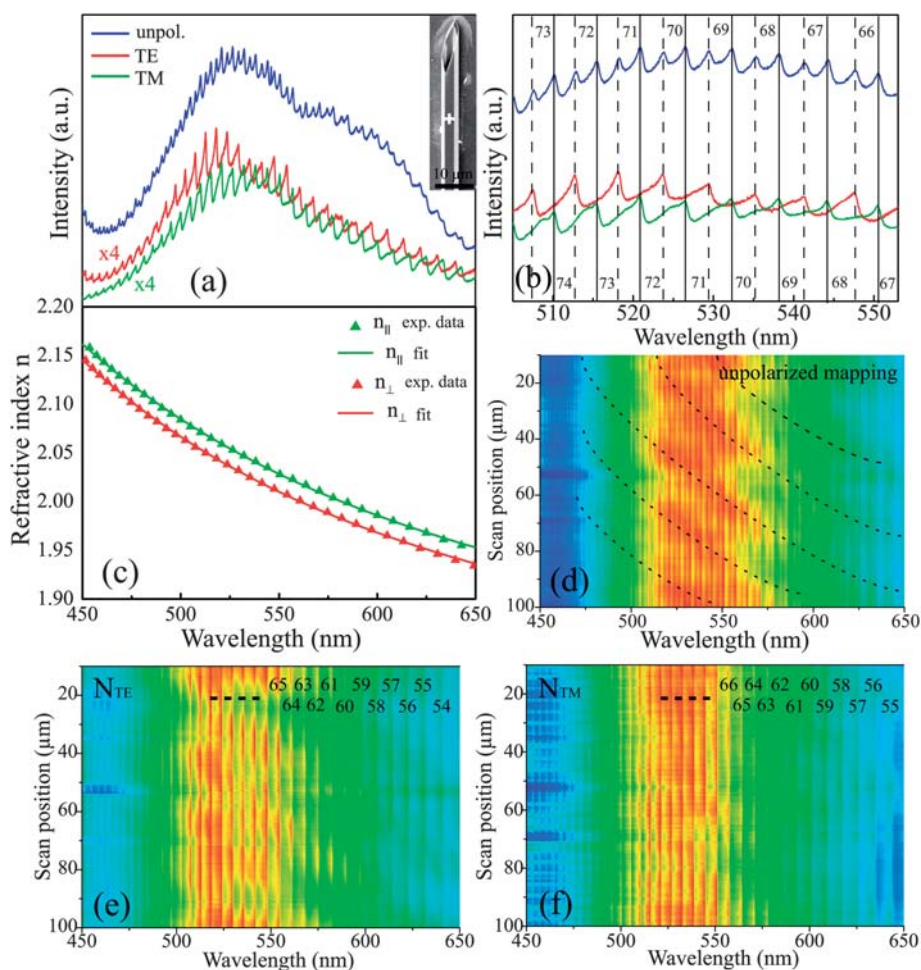 unpol.
TE
TM
10 μm
x4
x4
(a)
Intensity (a.u.)
73 72 71 70 69 68 67 66
(b)
74 73 72 71 70 69 68 67
510 520 530 540 550
Wavelength (nm)
Intensity (a.u.)
2.20
2.15
2.10
2.05
2.00
1.95
1.90
Refractive index n
n∥ exp. data
n∥ fit
n⊥ exp. data
n⊥ fit
(c)
450 500 550 600 650
Wavelength (nm)
unpolarized mapping
20
40
60
80
100
Scan position (μm)
(d)
450 500 550 600 650
Wavelength (nm)
NTE
65 63 61 59 57 55
64 62 60 58 56 54
20
40
60
80
100
Scan position (μm)
(e)
450 500 550 600 650
Wavelength (nm)
NTM
66 64 62 60 58 56
65 63 61 59 57 55
20
40
60
80
100
Scan position (μm)
(f)
450 500 550 600 650
Wavelength (nm)